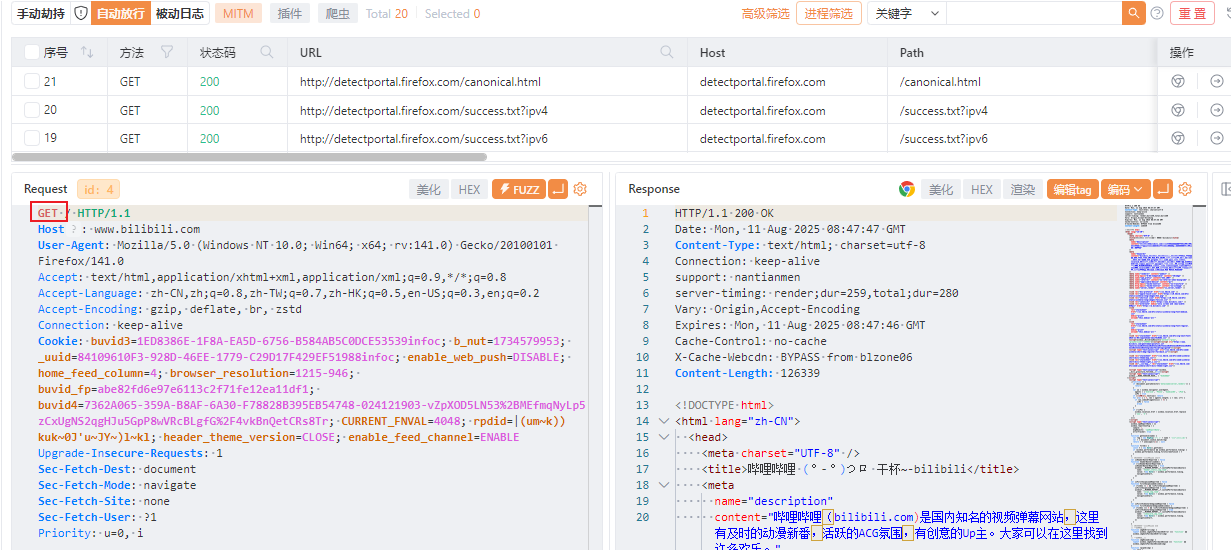 手动劫持 自动放行 被动日志 MITM 插件 爬虫 Total 20 Selected 0 高级筛选 进程筛选 关键字 重 置
序号 方法 状态码 URL Host Path 操作
21 GET 200 http://detectportal.firefox.com/canonical.html detectportal.firefox.com /canonical.html
20 GET 200 http://detectportal.firefox.com/success.txt?ipv4 detectportal.firefox.com /success.txt?ipv4
19 GET 200 http://detectportal.firefox.com/success.txt?ipv6 detectportal.firefox.com /success.txt?ipv6
Request id: 4 美化 HEX FUZZ
GET / HTTP/1.1
Host ? : www.bilibili.com
User-Agent: Mozilla/5.0 (Windows NT 10.0; Win64; x64; rv:141.0) Gecko/20100101
Firefox/141.0
Accept: text/html,application/xhtml+xml,application/xml;q=0.9,*/*;q=0.8
Accept-Language: zh-CN,zh;q=0.8,zh-TW;q=0.7,zh-HK;q=0.5,en-US;q=0.3,en;q=0.2
Accept-Encoding: gzip, deflate, br, zstd
Connection: keep-alive
Cookie: buvid3=1ED8386E-1F8A-EA5D-6756-B584AB5C0DCE53539infoc; b_nut=1734579953;
_uuid=84109610F3-928D-46EE-1779-C29D17F429EF51988infoc; enable_web_push=DISABLE;
home_feed_column=4; browser_resolution=1215-946;
buvid_fp=abe82fd6e97e6113c2f71fe12ea11df1;
buvid4=7362A065-359A-B8AF-6A30-F78828B395EB54748-024121903-vZpXOD5LN53%2BMEfmqNyLp5
zCxUgNS2qgHJu5GpP8wVRcBLgfG%2F4vkBnQetCRs8Tr; CURRENT_FNVAL=4048; rpdid=|(um~k))
kuk~0J'u~JY~)l~kl; header_theme_version=CLOSE; enable_feed_channel=ENABLE
Upgrade-Insecure-Requests: 1
Sec-Fetch-Dest: document
Sec-Fetch-Mode: navigate
Sec-Fetch-Site: none
Sec-Fetch-User: ?1
Priority: u=0, i
Response 美化 HEX 渲染 编辑tag 编码
1 HTTP/1.1 200 OK
2 Date: Mon, 11 Aug 2025 08:47:47 GMT
3 Content-Type: text/html; charset=utf-8
4 Connection: keep-alive
5 support: nantianmen
6 server-timing: render;dur=259,total;dur=280
7 Vary: Origin,Accept-Encoding
8 Expires: Mon, 11 Aug 2025 08:47:46 GMT
9 Cache-Control: no-cache
10 X-Cache-Webcdn: BYPASS from blzone06
11 Content-Length: 126339
12
13 <!DOCTYPE html>
14 <html lang="zh-CN">
15 <head>
16 <meta charset="UTF-8" />
17 <title>哔哩哔哩 (゜-゜)つロ 干杯~-bilibili</title>
18 <meta
19 name="description"
20 content="哔哩哔哩（bilibili.com)是国内知名的视频弹幕网站，这里
有及时的动漫新番，活跃的ACG氛围，有创意的Up主。大家可以在这里找到
许多欢乐。"